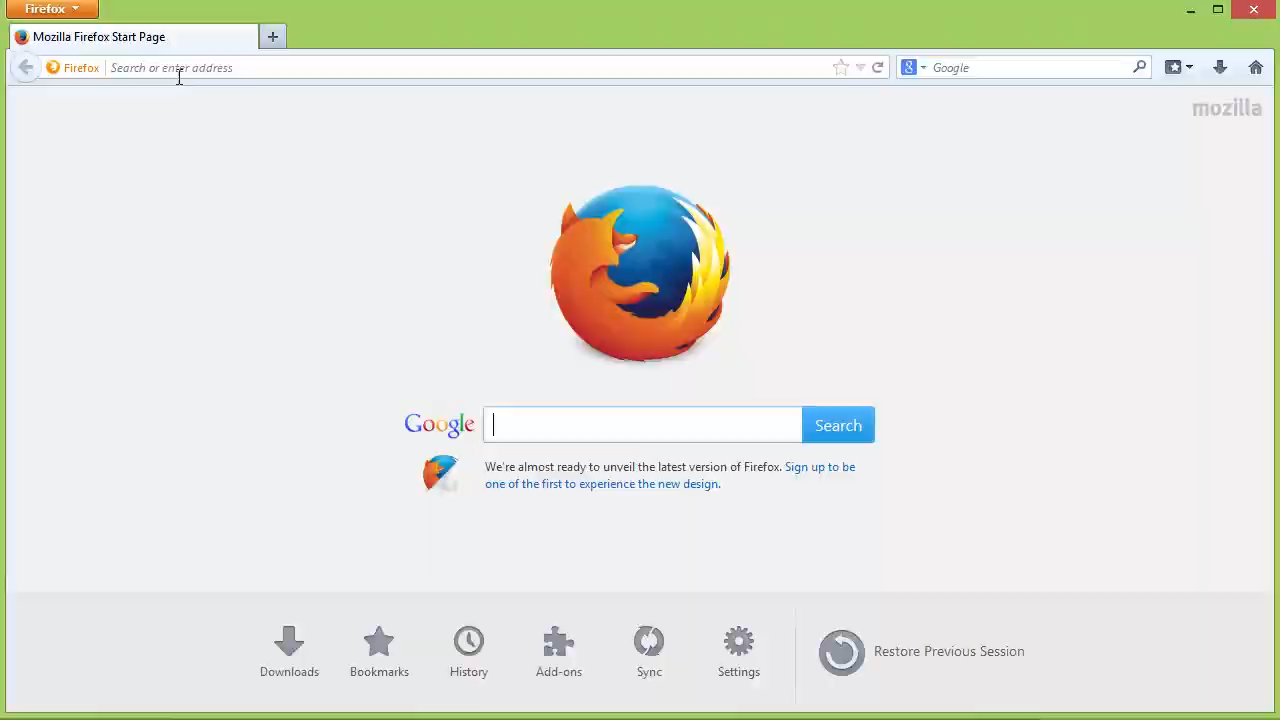 Firefox
Mozilla Firefox Start Page
Firefox Search or enter address
Google
mozilla
Google
Search
We're almost ready to unveil the latest version of Firefox. Sign up to be
one of the first to experience the new design.
Downloads
Bookmarks
History
Add-ons
Sync
Settings
Restore Previous Session